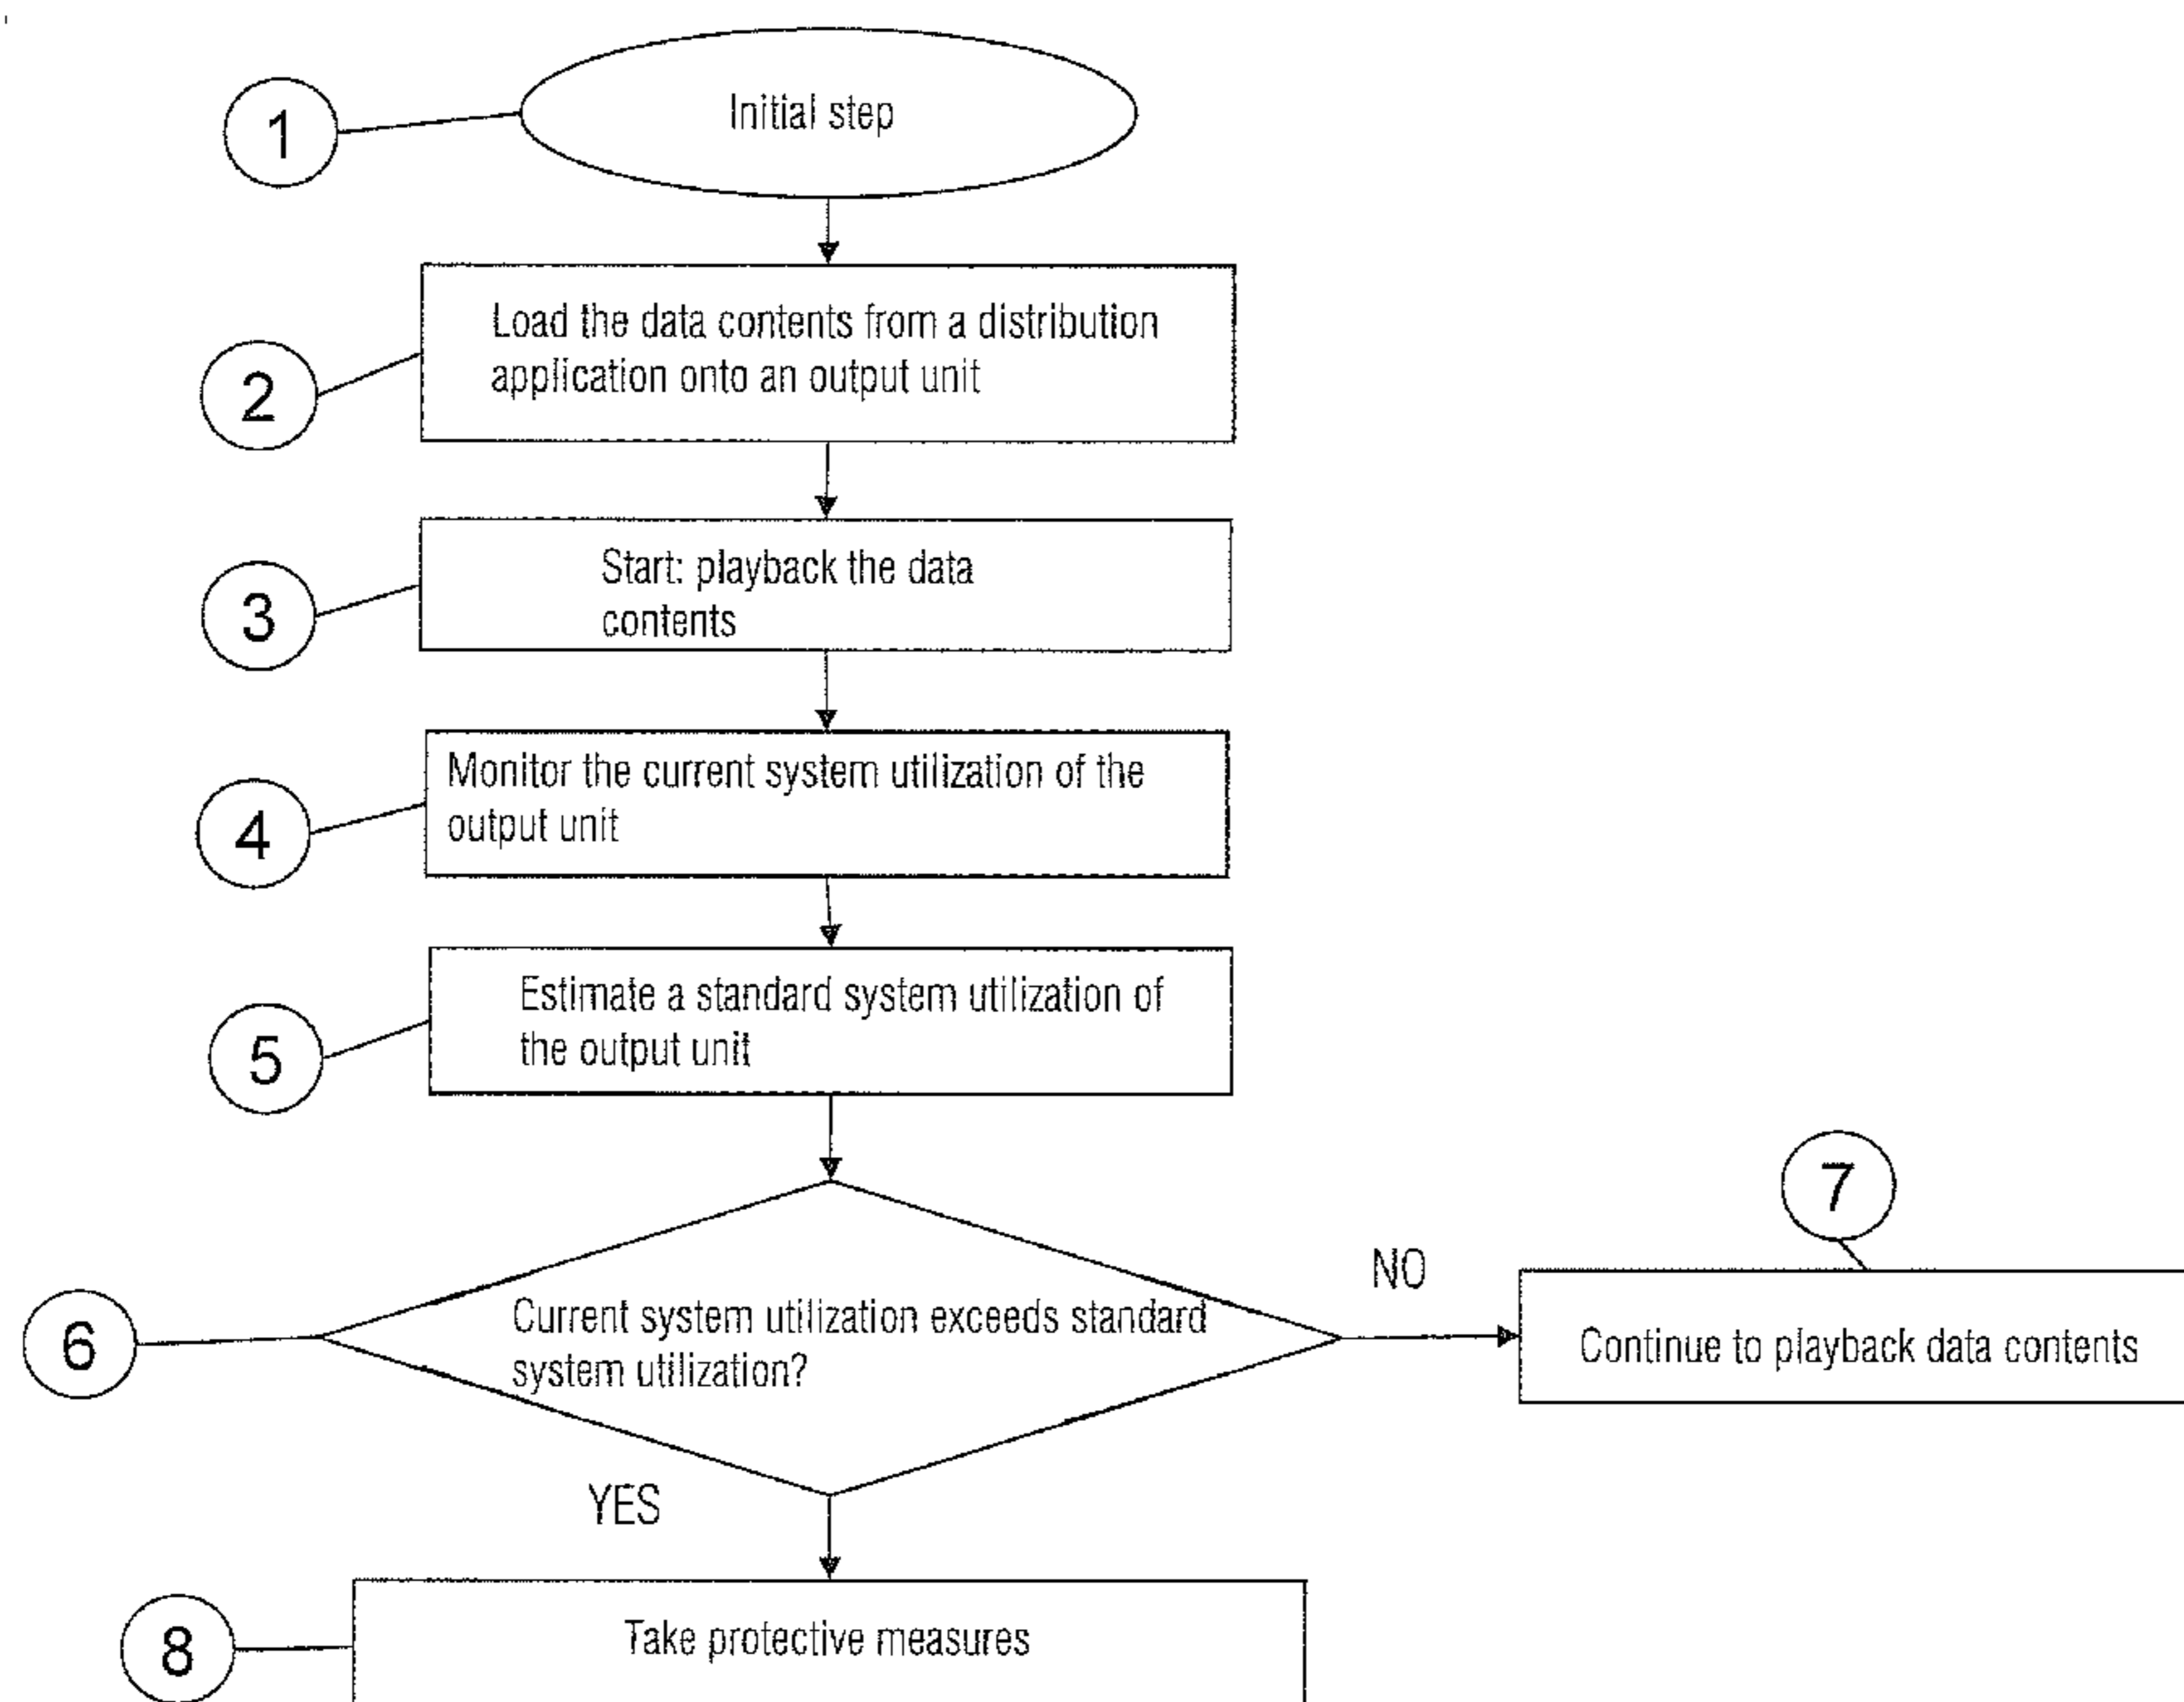 1
Initial step
2
Load the data contents from a distribution
application onto an output unit
3
Start: playback the data
contents
4
Monitor the current system utilization of the
output unit
5
Estimate a standard system utilization of
the output unit
6
Current system utilization exceeds standard
system utilization?
NO
7
Continue to playback data contents
YES
8
Take protective measures